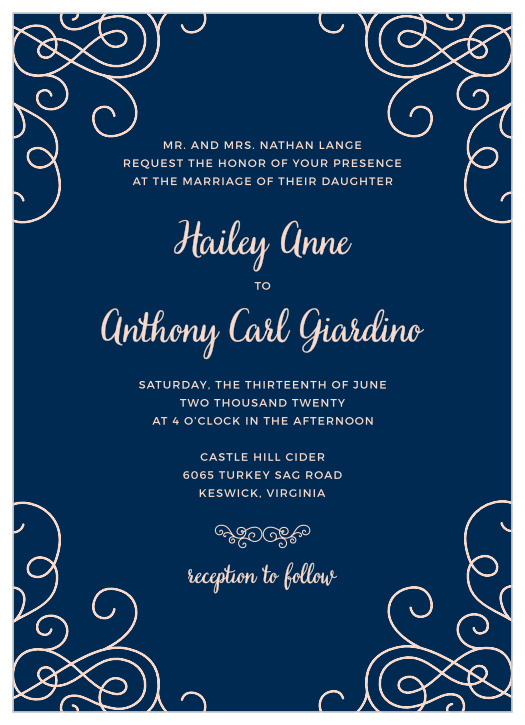 MR. AND MRS. NATHAN LANGE
REQUEST THE HONOR OF YOUR PRESENCE
AT THE MARRIAGE OF THEIR DAUGHTER
Hailey Anne
TO
Anthony Carl Giardino
SATURDAY, THE THIRTEENTH OF JUNE
TWO THOUSAND TWENTY
AT 4 O'CLOCK IN THE AFTERNOON
CASTLE HILL CIDER
6065 TURKEY SAG ROAD
KESWICK, VIRGINIA
reception to follow